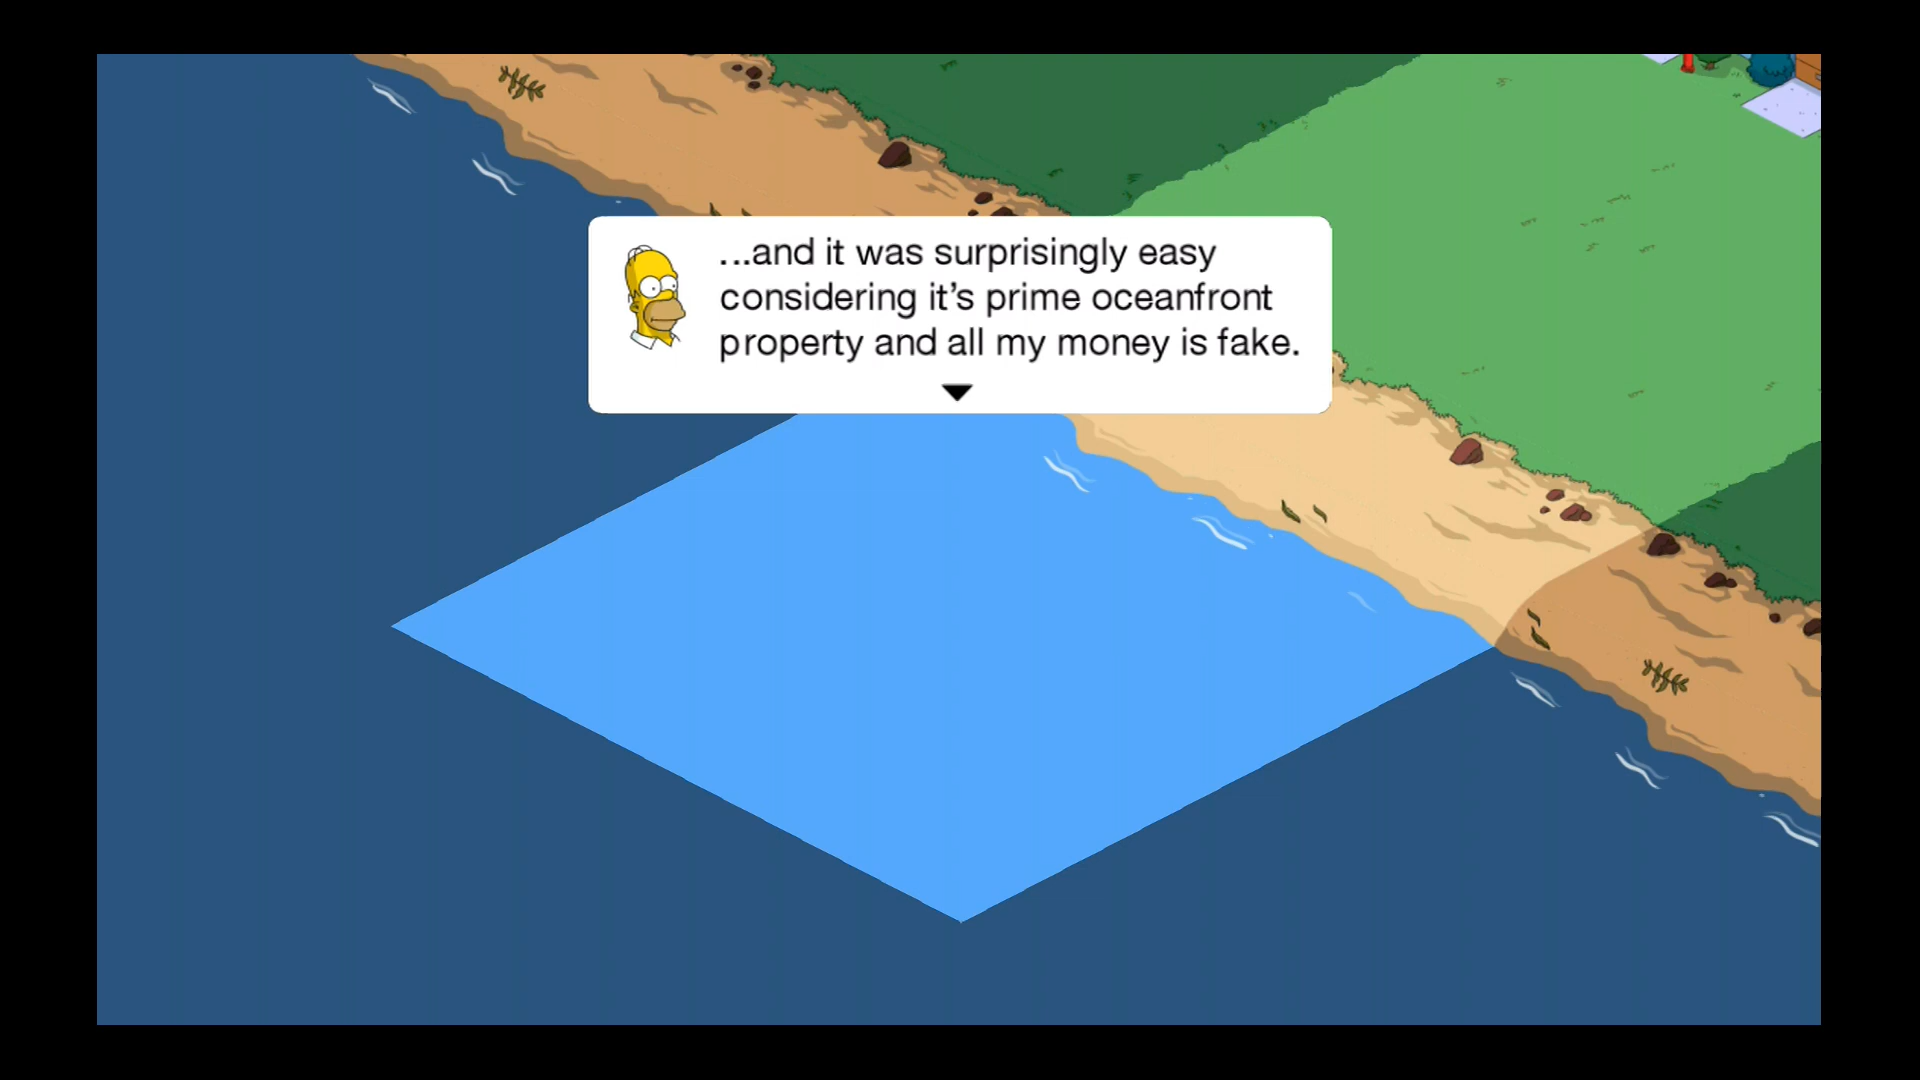 ...and it was surprisingly easy
considering it’s prime oceanfront
property and all my money is fake.